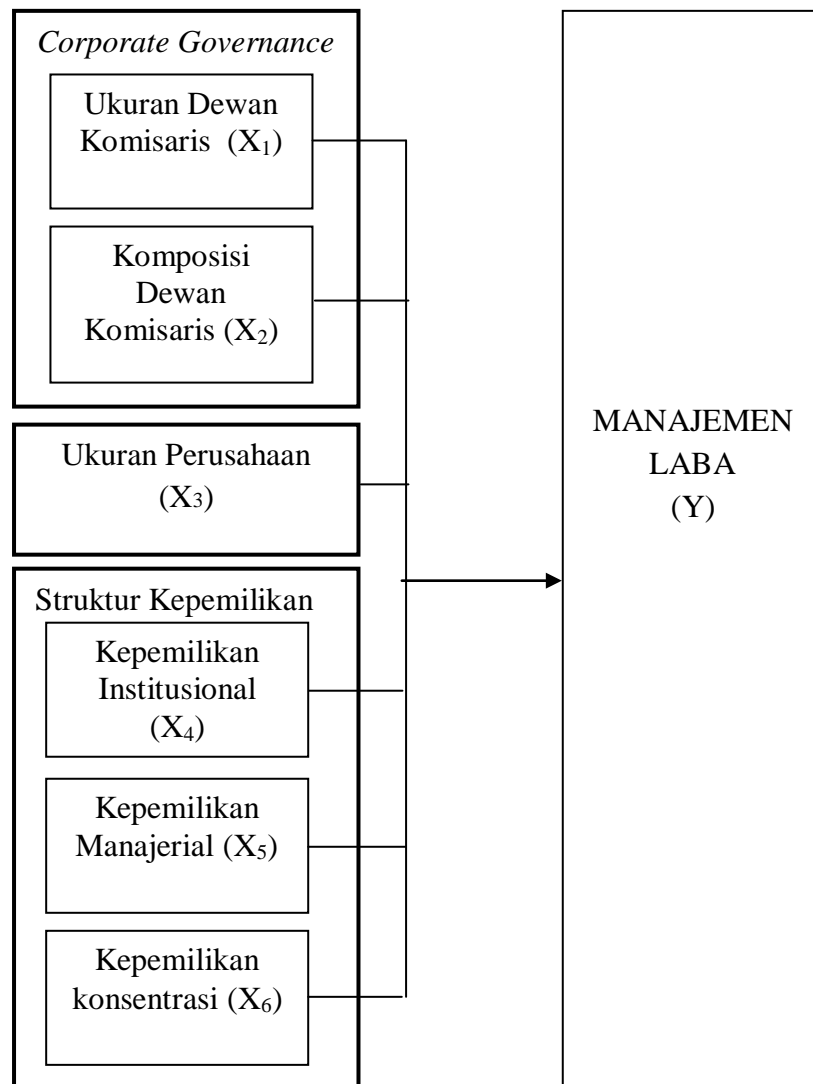 Corporate Governance
Ukuran Dewan
Komisaris (X₁)
Komposisi
Dewan
Komisaris (X₂)
Ukuran Perusahaan
(X₃)
Struktur Kepemilikan
Kepemilikan
Institusional
(X₄)
Kepemilikan
Manajerial (X₅)
Kepemilikan
konsentrasi (X₆)
MANAJEMEN
LABA
(Y)